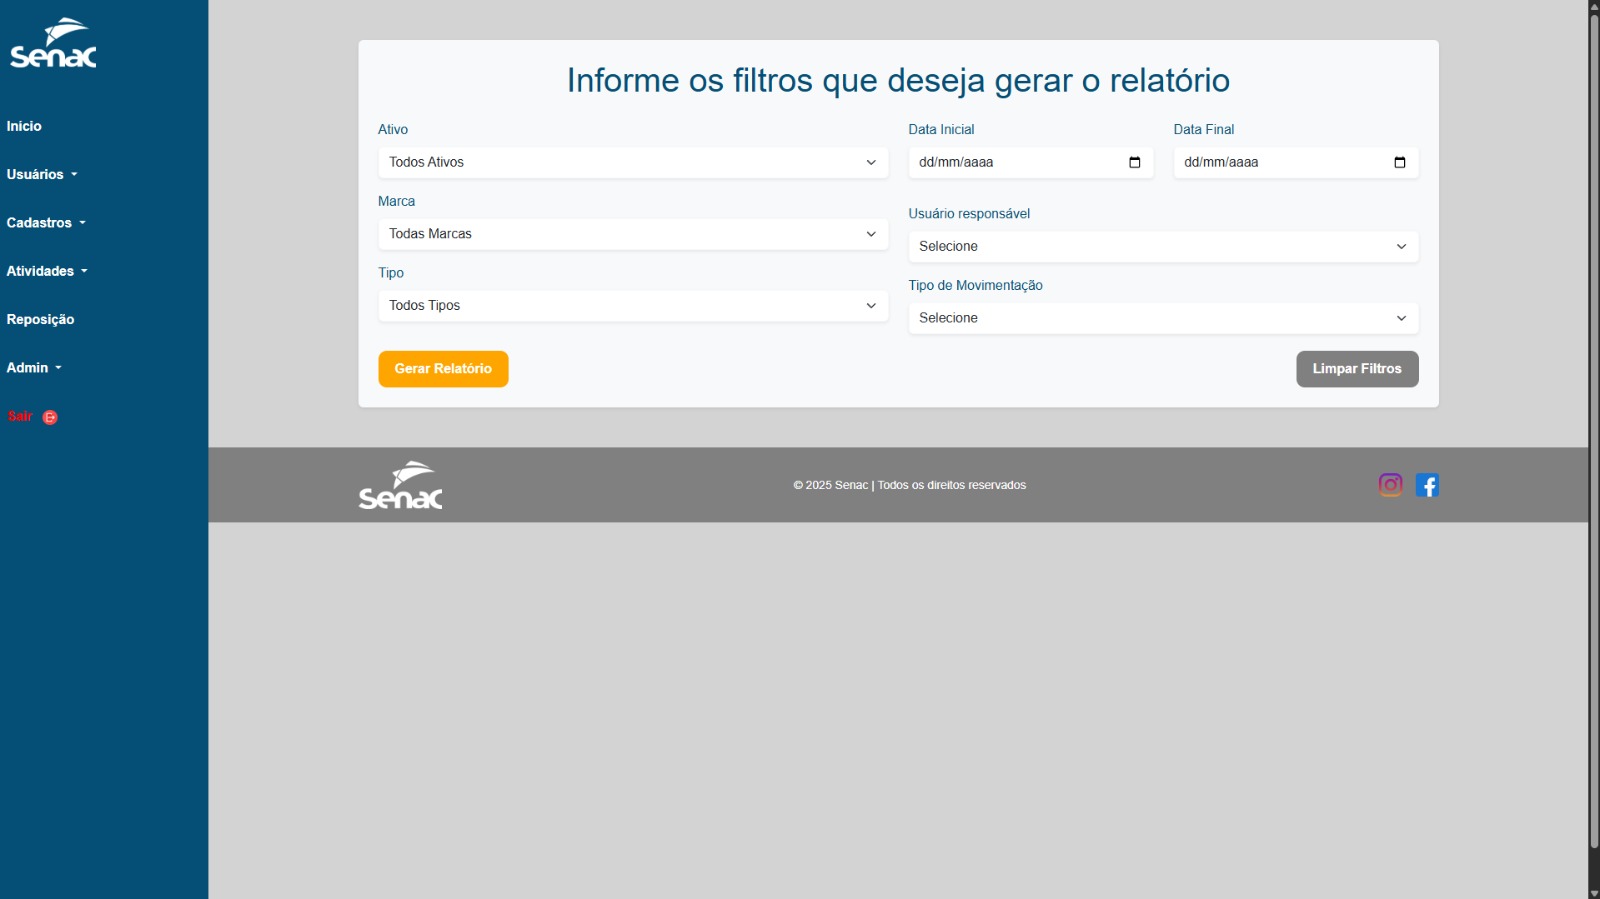 Senac
Início
Usuários
Cadastros
Atividades
Reposição
Admin
Sair
Informe os filtros que deseja gerar o relatório
Ativo
Todos Ativos
Marca
Todas Marcas
Tipo
Todos Tipos
Data Inicial
dd/mm/aaaa
Data Final
dd/mm/aaaa
Usuário responsável
Selecione
Tipo de Movimentação
Selecione
Gerar Relatório
Limpar Filtros
Senac
© 2025 Senac | Todos os direitos reservados